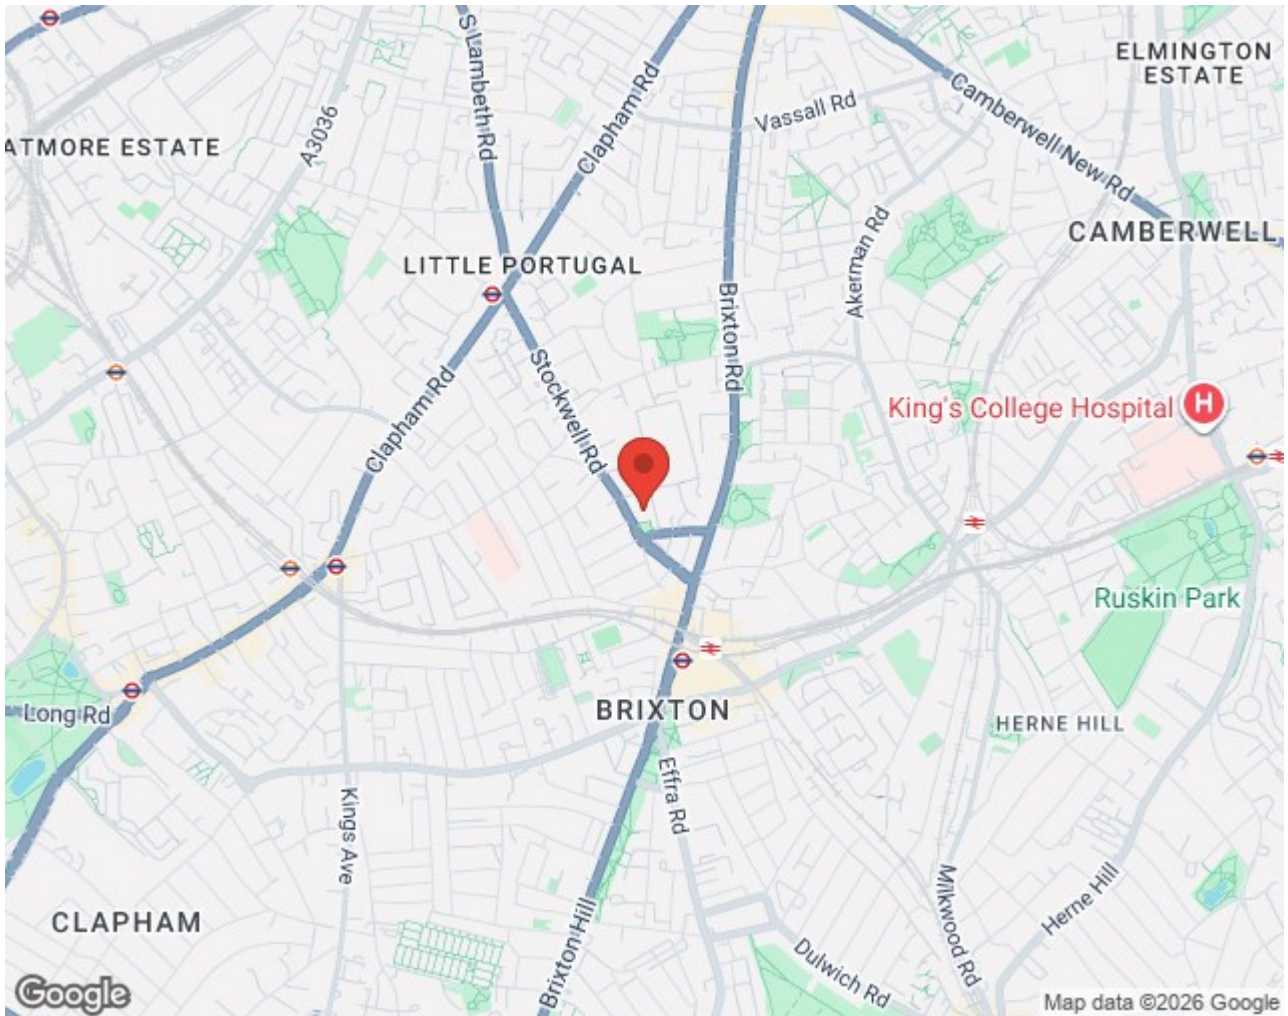 S Lambeth Rd
Clapham Rd
Vassall Rd
Camberwell New Rd
ELMINGTON
ESTATE
A3036
ATMORE ESTATE
Akerman Rd
CAMBERWELL
LITTLE PORTUGAL
Brixton Rd
Stockwell Rd
Clapham Rd
King's College Hospital
H
Ruskin Park
Long Rd
BRIXTON
HERNE HILL
Effra Rd
Kings Ave
Milkwood Rd
Herne Hill
CLAPHAM
Brixton Hill
Dulwich Rd
Google
Map data ©2026 Google